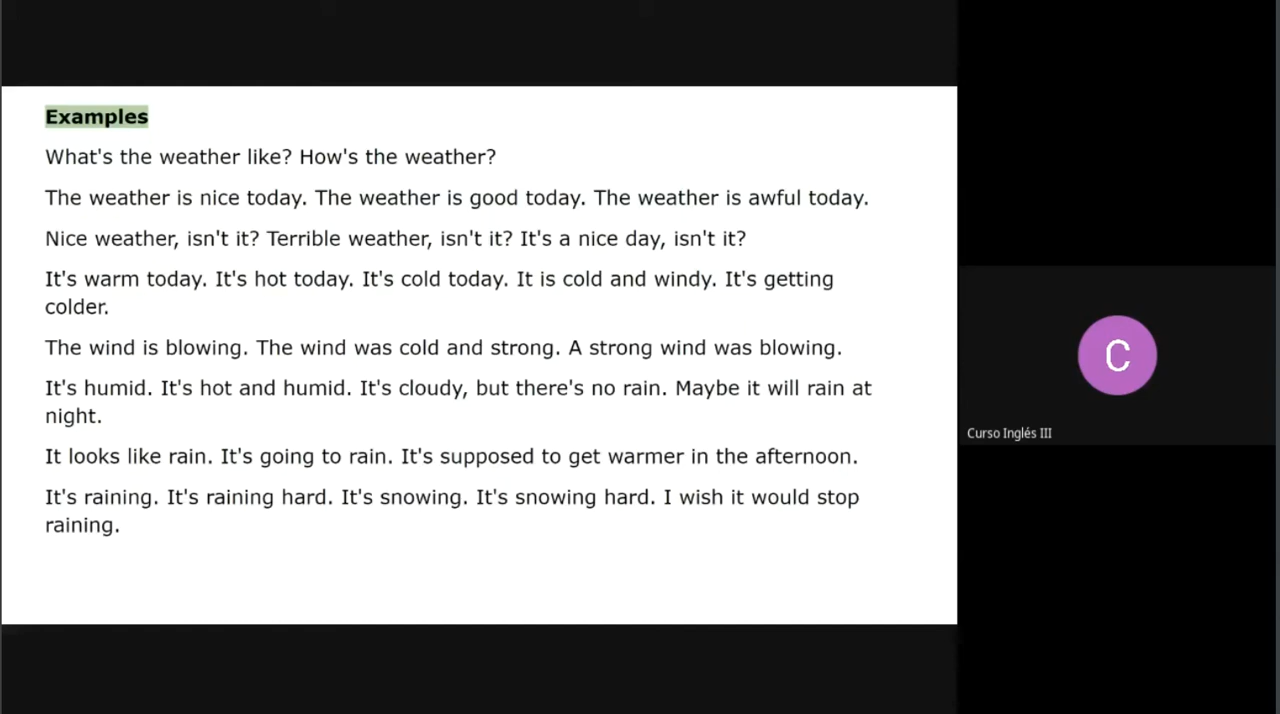 Examples
What's the weather like? How's the weather?
The weather is nice today. The weather is good today. The weather is awful today.
Nice weather, isn't it? Terrible weather, isn't it? It's a nice day, isn't it?
It's warm today. It's hot today. It's cold today. It is cold and windy. It's getting
colder.
The wind is blowing. The wind was cold and strong. A strong wind was blowing.
It's humid. It's hot and humid. It's cloudy, but there's no rain. Maybe it will rain at
night.
It looks like rain. It's going to rain. It's supposed to get warmer in the afternoon.
It's raining. It's raining hard. It's snowing. It's snowing hard. I wish it would stop
raining.
C
Curso Inglés III